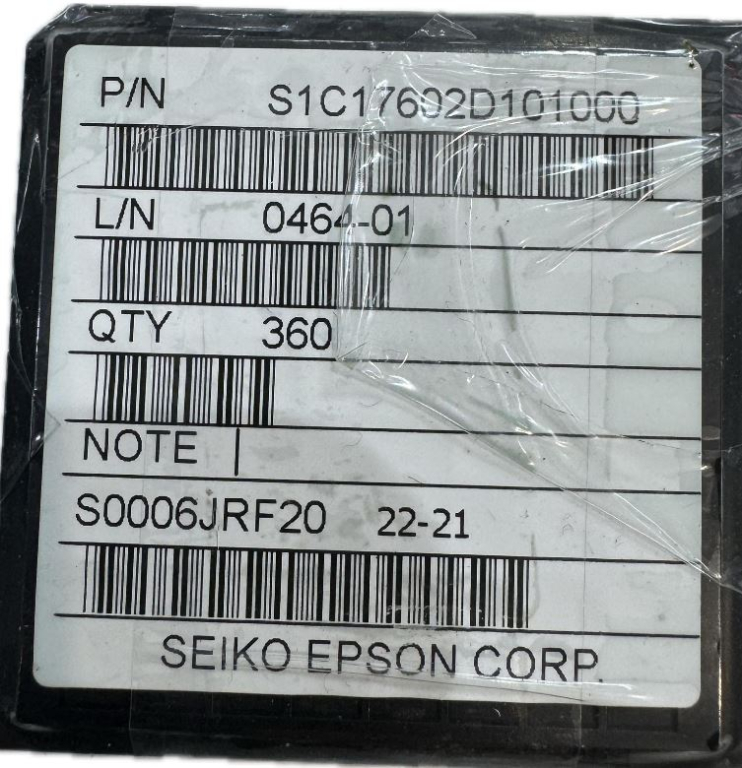 P/N S1C17602D101000
L/N 0464-01
QTY 360
NOTE |
S0006JRF20 22-21
SEIKO EPSON CORP.